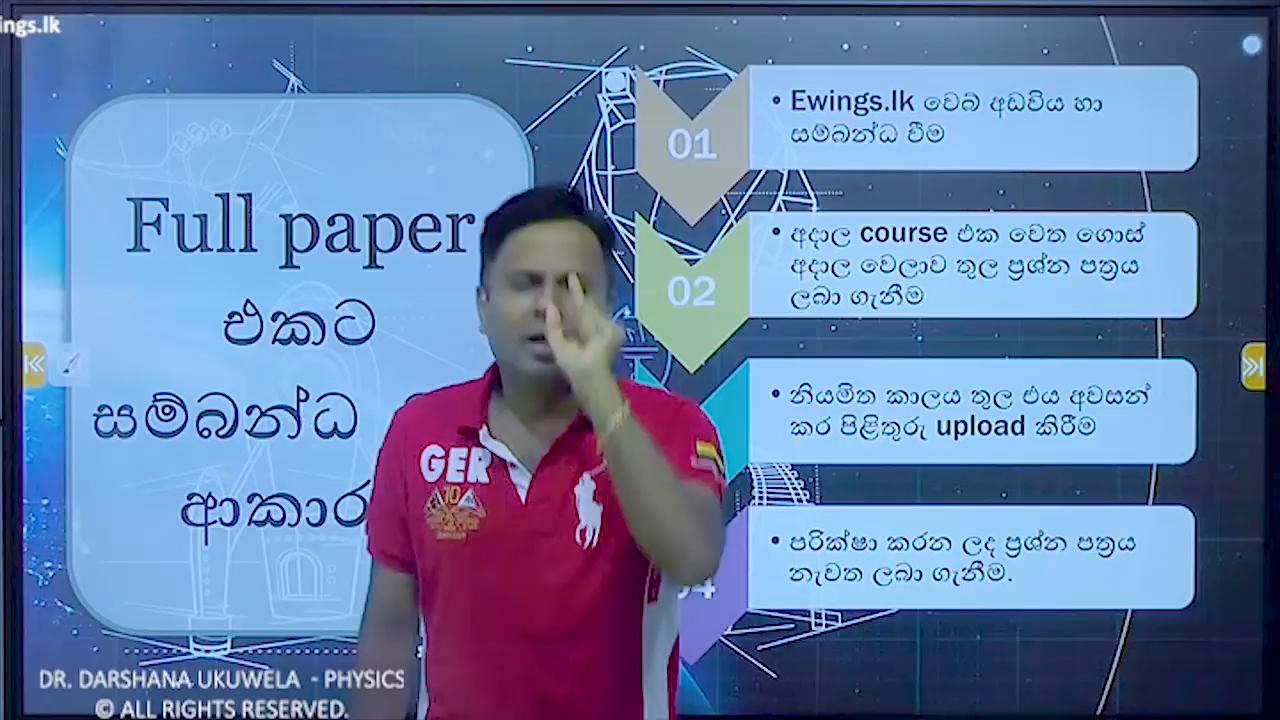 ings.lk
Full paper
එකට
සම්බන්ධ
ආකාර
01
• Ewings.lk වෙබ් අඩවිය හා
සම්බන්ධ වීම
02
• අදාල course එක වෙත ගොස්
අදාල වෙලාව තුල ප්‍රශ්න පත්‍රය
ලබා ගැනීම
• නියමිත කාලය තුල එය අවසන්
කර පිළිතුරු upload කිරීම
• පරික්ෂා කරන ලද ප්‍රශ්න පත්‍රය
නැවත ලබා ගැනීම.
GER
10
DR. DARSHANA UKUWELA - PHYSICS
© ALL RIGHTS RESERVED.